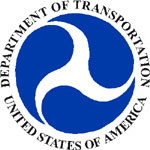 DEPARTMENT OF TRANSPORTATION
UNITED STATES OF AMERICA